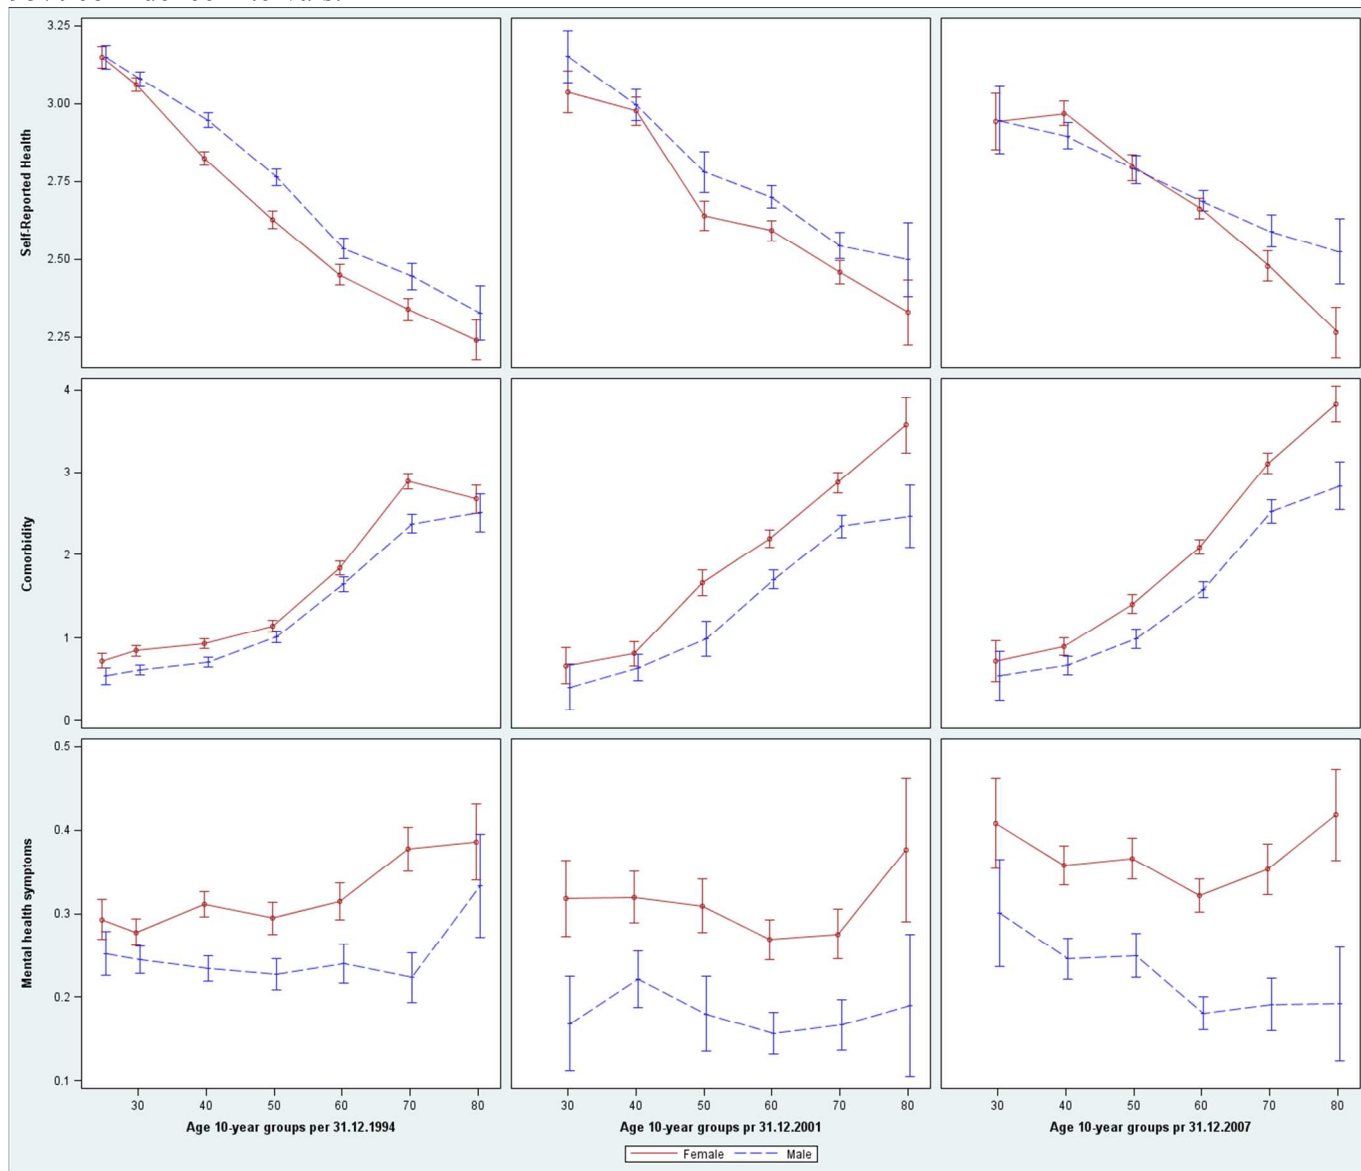 Self-Reported Health
3.25
3.00
2.75
2.50
2.25
Comorbidity
4
3
2
1
0
Mental health symptoms
0.5
0.4
0.3
0.2
0.1
30 40 50 60 70 80 30 40 50 60 70 80 30 40 50 60 70 80
Age 10-year groups per 31.12.1994 Age 10-year groups pr 31.12.2001 Age 10-year groups pr 31.12.2007
Female Male